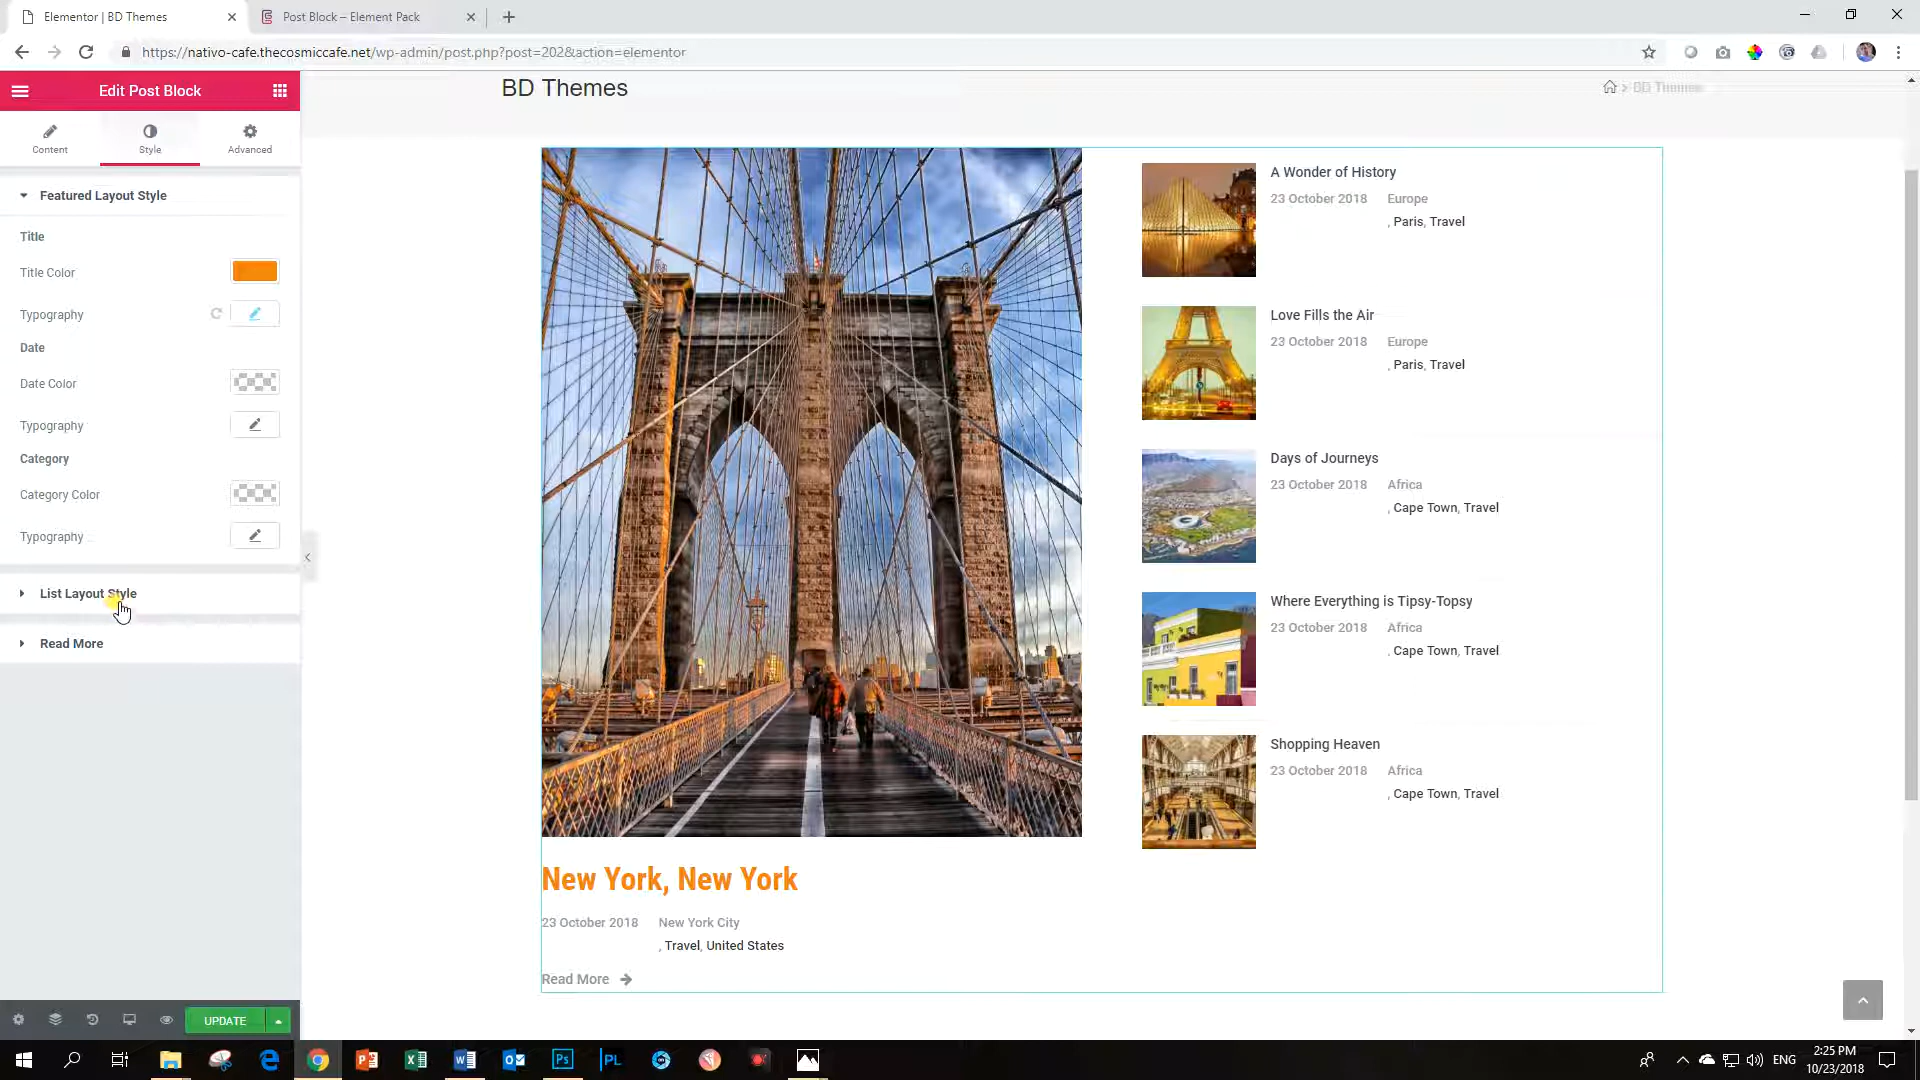 Elementor | BD Themes
Post Block – Element Pack
https://nativo-cafe.thecosmiccafe.net/wp-admin/post.php?post=202&action=elementor
Edit Post Block
BD Themes
> BD Themes
Content
Style
Advanced
Featured Layout Style
Title
Title Color
Typography
Date
Date Color
Typography
Category
Category Color
Typography
List Layout Style
Read More
UPDATE
A Wonder of History
23 October 2018 Europe
, Paris, Travel
Love Fills the Air
23 October 2018 Europe
, Paris, Travel
Days of Journeys
23 October 2018 Africa
, Cape Town, Travel
Where Everything is Tipsy-Topsy
23 October 2018 Africa
, Cape Town, Travel
Shopping Heaven
23 October 2018 Africa
, Cape Town, Travel
New York, New York
23 October 2018 New York City
, Travel, United States
Read More
Ps
PL
ENG
2:25 PM
10/23/2018